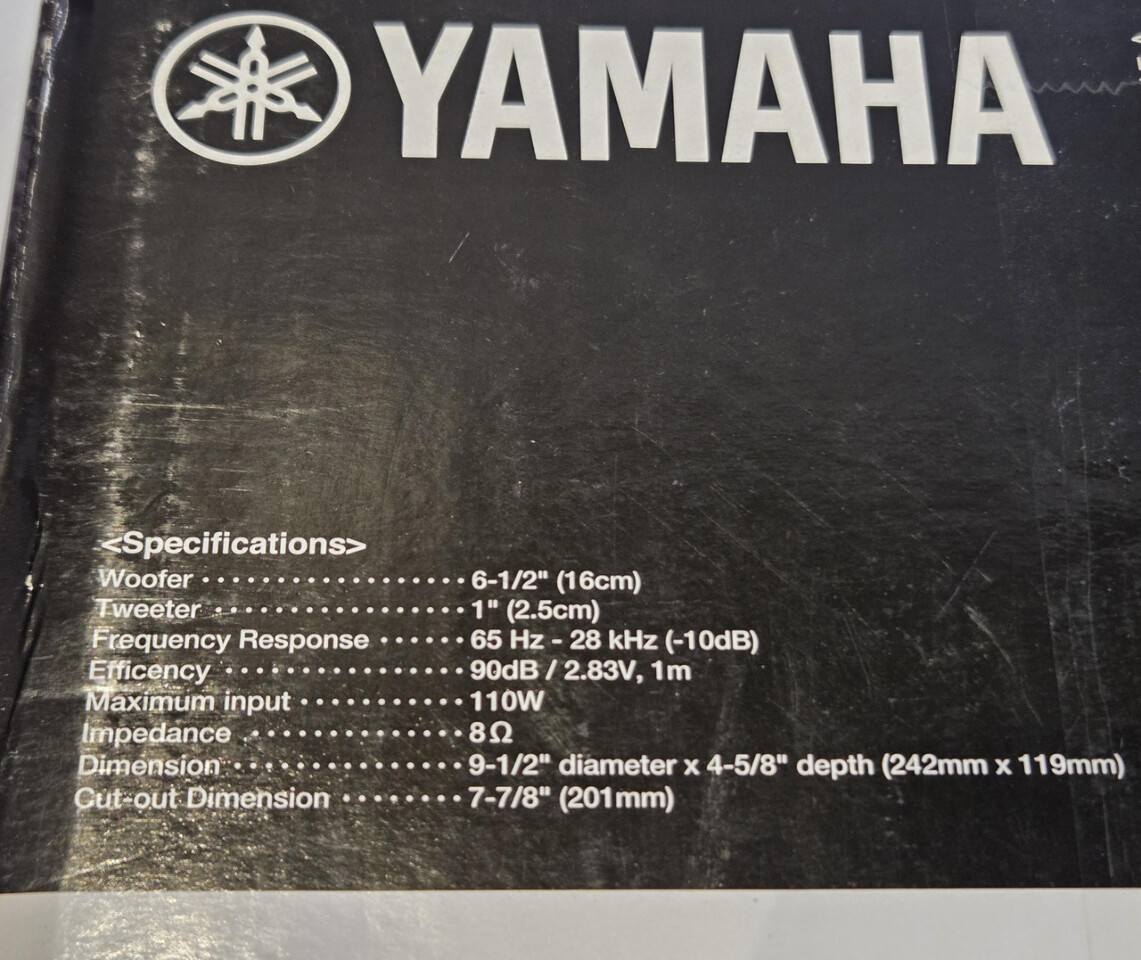 YAMAHA
<Specifications>
Woofer ·················· 6-1/2" (16cm)
Tweeter ················· 1" (2.5cm)
Frequency Response ······ 65 Hz - 28 kHz (-10dB)
Efficency ················ 90dB / 2.83V, 1m
Maximum input ··········· 110W
Impedance ··············· 8Ω
Dimension ················ 9-1/2" diameter x 4-5/8" depth (242mm x 119mm)
Cut-out Dimension ········ 7-7/8" (201mm)